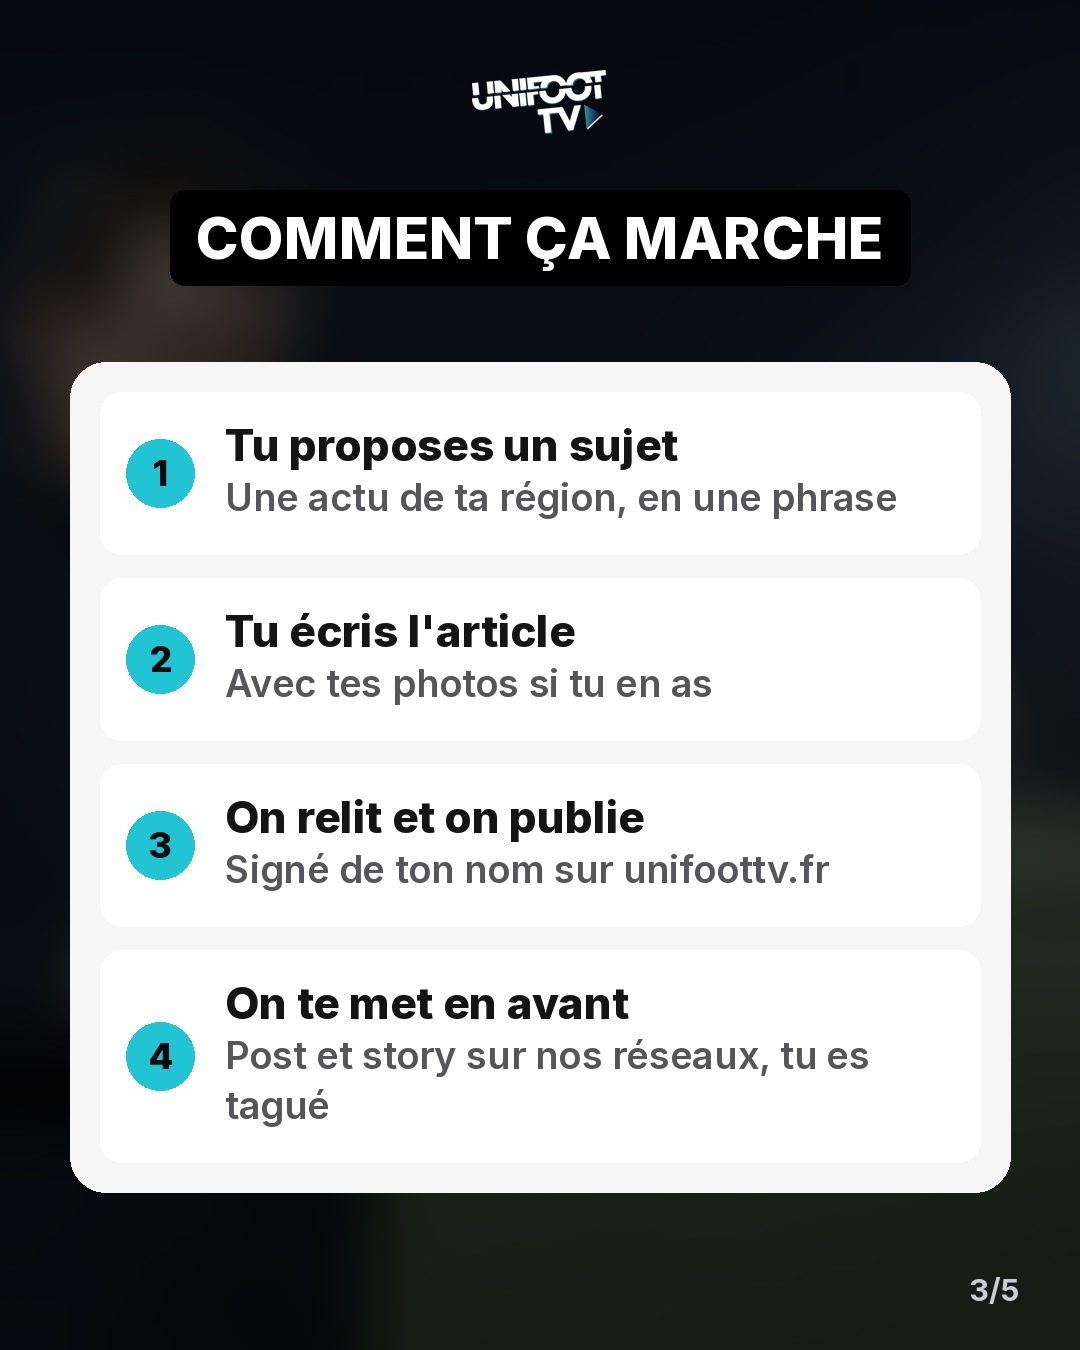 UNIFOOT
TV
COMMENT ÇA MARCHE
1
Tu proposes un sujet
Une actu de ta région, en une phrase
2
Tu écris l'article
Avec tes photos si tu en as
3
On relit et on publie
Signé de ton nom sur unifoottv.fr
4
On te met en avant
Post et story sur nos réseaux, tu es
tagué
3/5